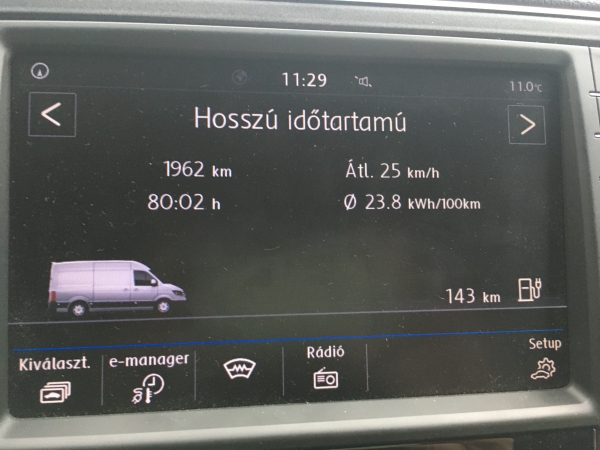 11:29
11.0°C
<
Hosszú időtartamú
>
1962 km
Átl. 25 km/h
80:02 h
Ø 23.8 kWh/100km
143 km
Kiválaszt.
e-manager
Rádió
Setup